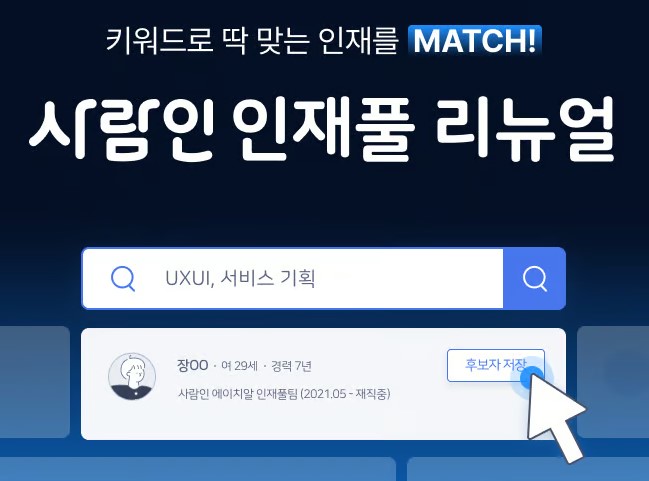 키워드로 딱 맞는 인재를 MATCH!
사람인 인재풀 리뉴얼
UXUI, 서비스 기획
장OO · 여 29세 · 경력 7년
후보자 저장
사람인 에이치알 인재풀팀 (2021.05 - 재직중)